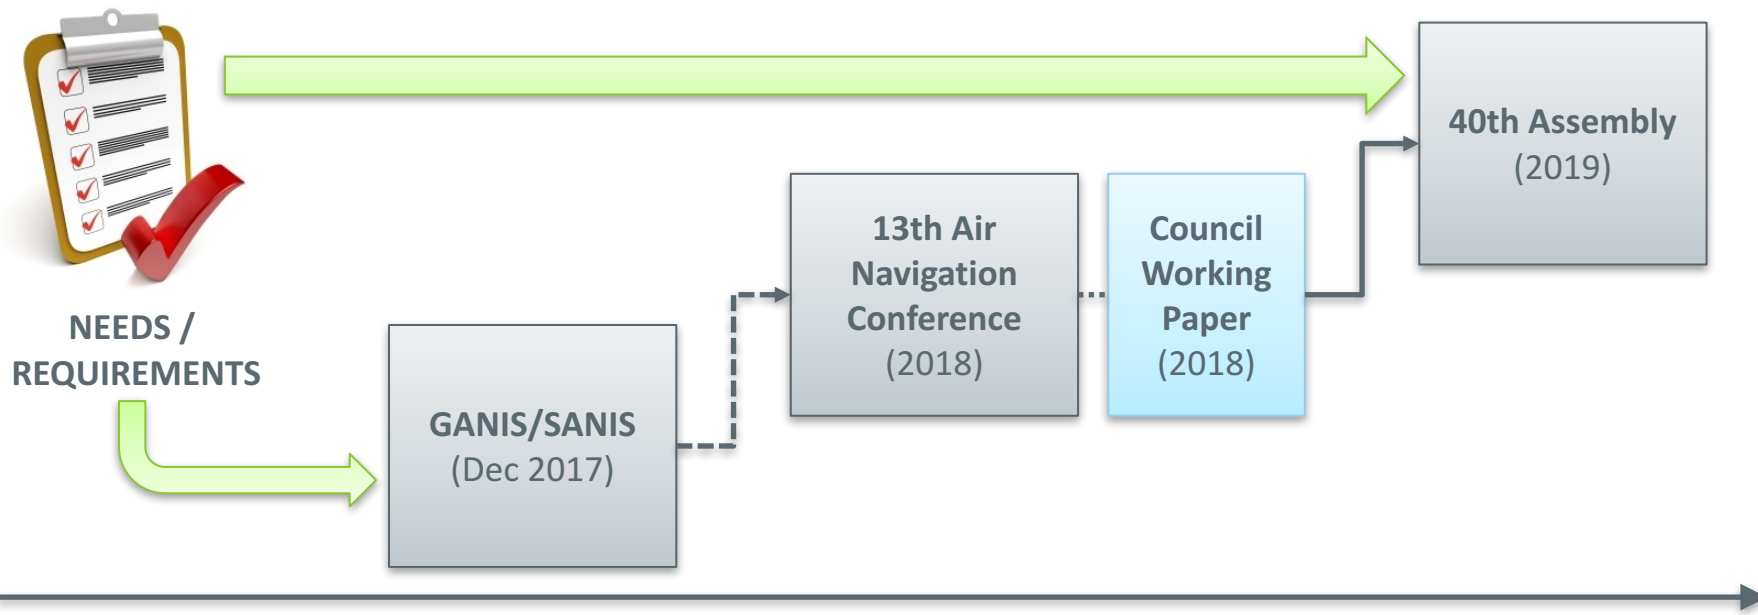 NEEDS /
REQUIREMENTS
GANIS/SANIS
(Dec 2017)
13th Air
Navigation
Conference
(2018)
Council
Working
Paper
(2018)
40th Assembly
(2019)